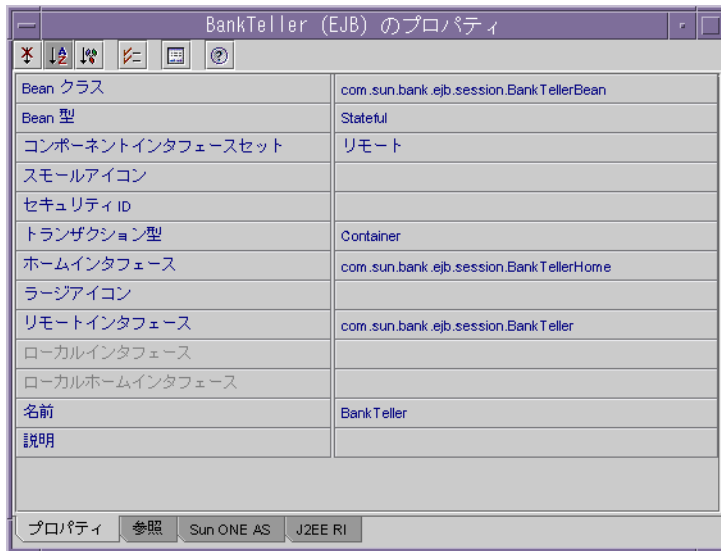 BankTeller (EJB) のプロパティ
Bean クラス com.sun.bank.ejb.session.BankTellerBean
Bean 型 Stateful
コンポーネントインタフェースセット リモート
スモールアイコン
セキュリティ ID
トランザクション型 Container
ホームインタフェース com.sun.bank.ejb.session.BankTellerHome
ラージアイコン
リモートインタフェース com.sun.bank.ejb.session.BankTeller
ローカルインタフェース
ローカルホームインタフェース
名前 BankTeller
説明
プロパティ 参照 Sun ONE AS J2EE RI